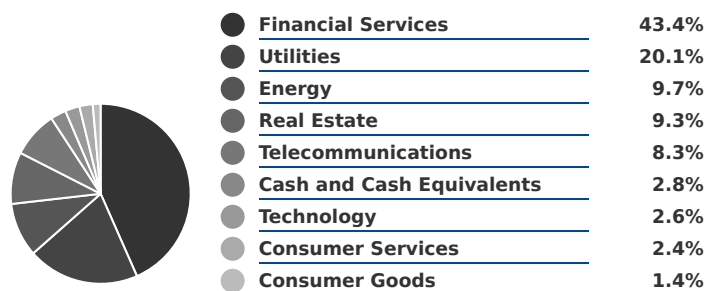 Financial Services 43.4%
Utilities 20.1%
Energy 9.7%
Real Estate 9.3%
Telecommunications 8.3%
Cash and Cash Equivalents 2.8%
Technology 2.6%
Consumer Services 2.4%
Consumer Goods 1.4%